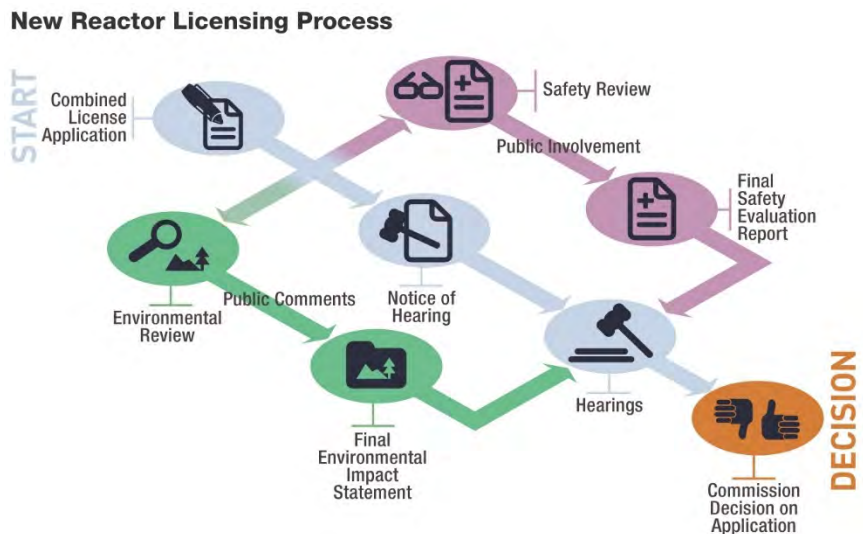 New Reactor Licensing Process
START
Combined
License
Application
Safety Review
Public Involvement
Final
Safety
Evaluation
Report
Notice of
Hearing
Public Comments
Environmental
Review
Hearings
Final
Environmental
Impact
Statement
DECISION
Commission
Decision on
Application